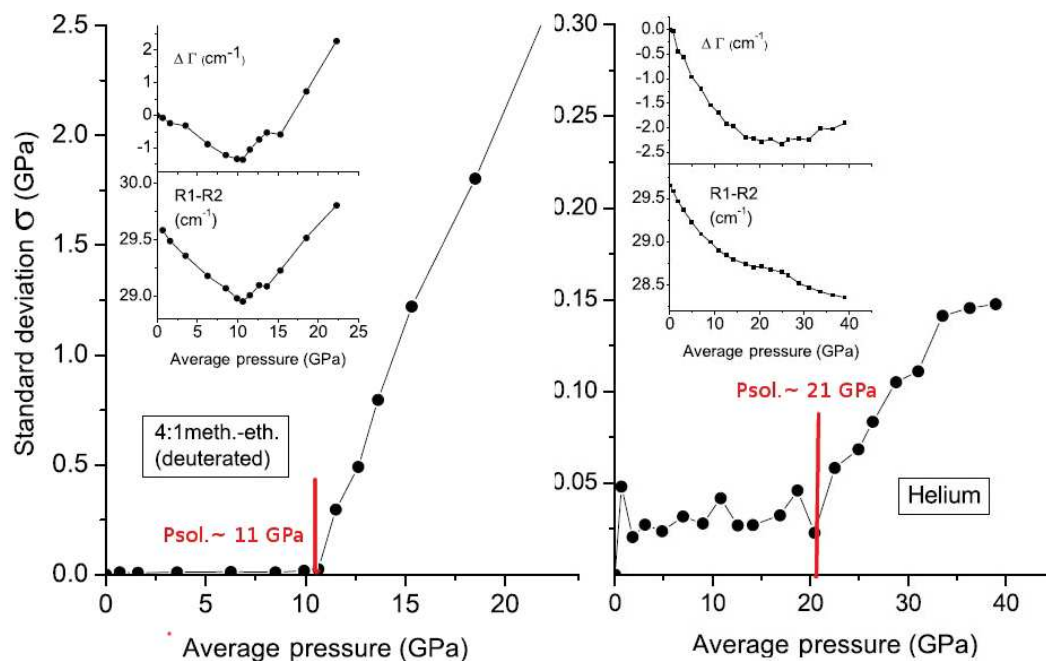 Standard deviation σ (GPa)
2.5
2.0
1.5
1.0
0.5
0.0
0
5
10
15
20
Average pressure (GPa)
Δ Γ (cm-1)
2
1
0
-1
30.0
29.5
29.0
R1-R2
(cm-1)
0 5 10 15 20 25
Average pressure (GPa)
4:1meth.-eth.
(deuterated)
Psol.~ 11 GPa
0.30
0.25
0.20
0.15
0.10
0.05
0.00
0
10
20
30
40
Average pressure (GPa)
Δ Γ (cm-1)
0.0
-0.5
-1.0
-1.5
-2.0
-2.5
29.5
29.0
28.5
R1-R2
(cm-1)
0 10 20 30 40
Average pressure (GPa)
Psol.~ 21 GPa
Helium